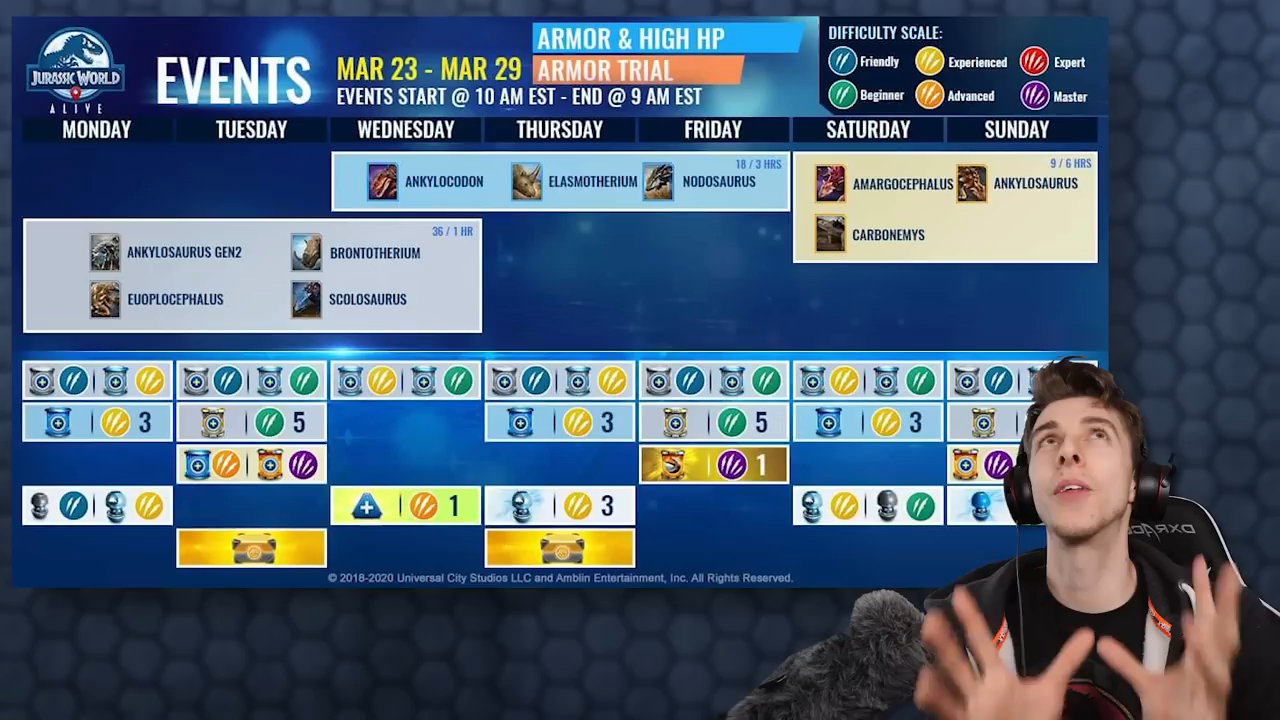 JURASSIC WORLD
ALIVE
EVENTS
MAR 23 - MAR 29
EVENTS START @ 10 AM EST - END @ 9 AM EST
ARMOR & HIGH HP
ARMOR TRIAL
DIFFICULTY SCALE:
Friendly Experienced Expert
Beginner Advanced Master
MONDAY TUESDAY WEDNESDAY THURSDAY FRIDAY SATURDAY SUNDAY
18 / 3 HRS
ANKYLOCODON ELASMOTHERIUM NODOSAURUS
9 / 6 HRS
AMARGOCEPHALUS ANKYLOSAURUS
CARBONEMYS
36 / 1 HR
ANKYLOSAURUS GEN2 BRONTOTHERIUM
EUOPLOCEPHALUS SCOLOSAURUS
3 5 3 5 3
1
1 3
© 2018-2020 Universal City Studios LLC and Amblin Entertainment, Inc. All Rights Reserved.